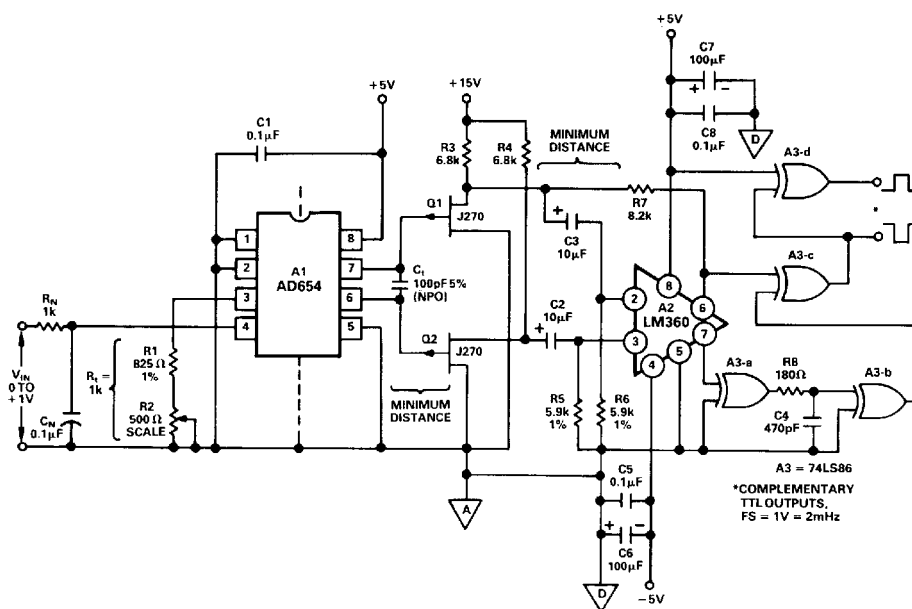 +5V
C7
100µF
+ −
C8
0.1µF
D
+15V
+5V
C1
0.1µF
R3
6.8k
R4
6.8k
MINIMUM
DISTANCE
A3-d
*
Q1
J270
R7
8.2k
+
C3
10µF
A3-c
1
2
3
4
A1
AD654
8
7
6
5
Ct
100pF 5%
(NPO)
RN
1k
VIN
0 TO
+1V
CN
0.1µF
Rt =
1k
R1
825Ω
1%
R2
500Ω
SCALE
Q2
J270
MINIMUM
DISTANCE
C2
10µF
+
2
3
8
A2
LM360
6
7
4
5
R5
5.9k
1%
R6
5.9k
1%
A3-a
R8
180Ω
A3-b
C4
470pF
A3 = 74LS86
*COMPLEMENTARY
TTL OUTPUTS,
FS = 1V = 2mHz
A
C5
0.1µF
+ −
C6
100µF
D
−5V